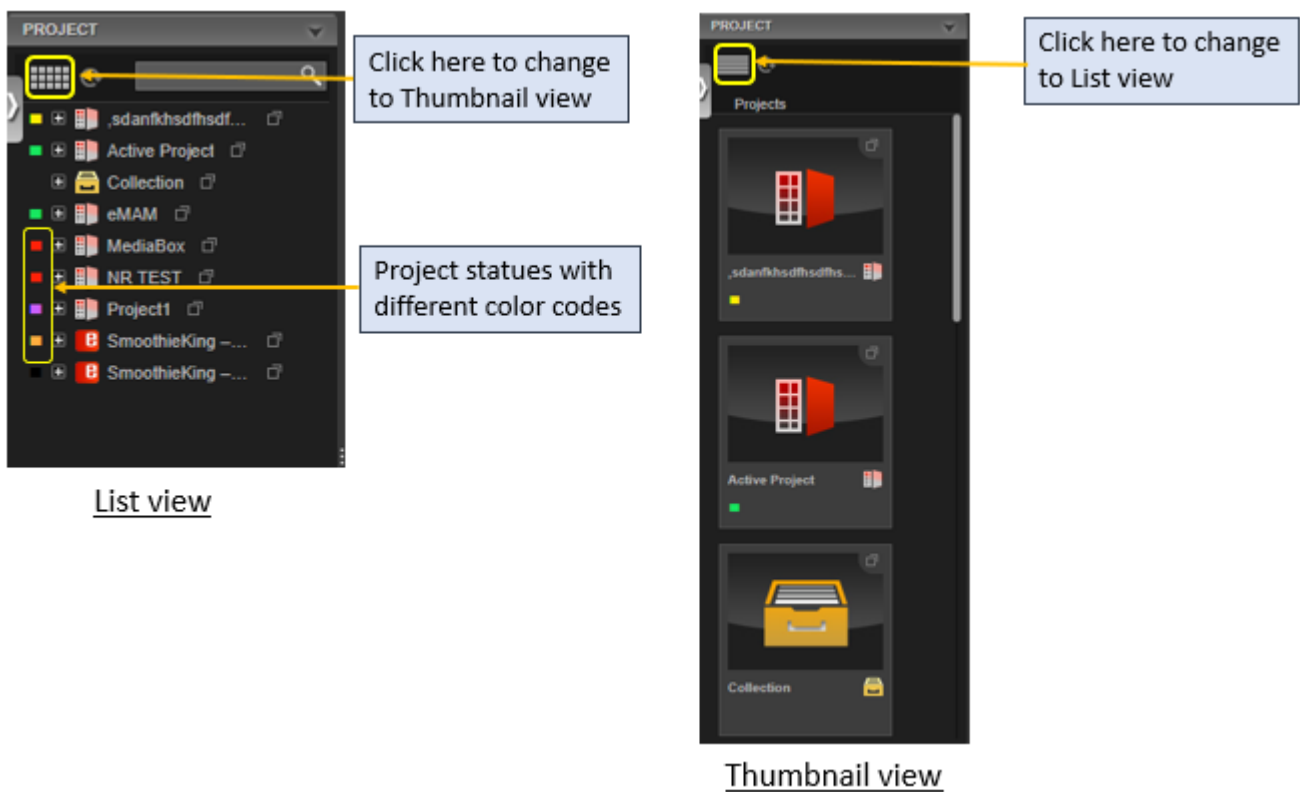 PROJECT
Click here to change
to Thumbnail view
,sdanfkhsdfhsdf...
Active Project
Collection
eMAM
MediaBox
NR TEST
Project1
SmoothieKing –...
SmoothieKing –...
Project statues with
different color codes
List view
PROJECT
Click here to change
to List view
Projects
,sdanfkhsdfhsdfhs...
Active Project
Collection
Thumbnail view